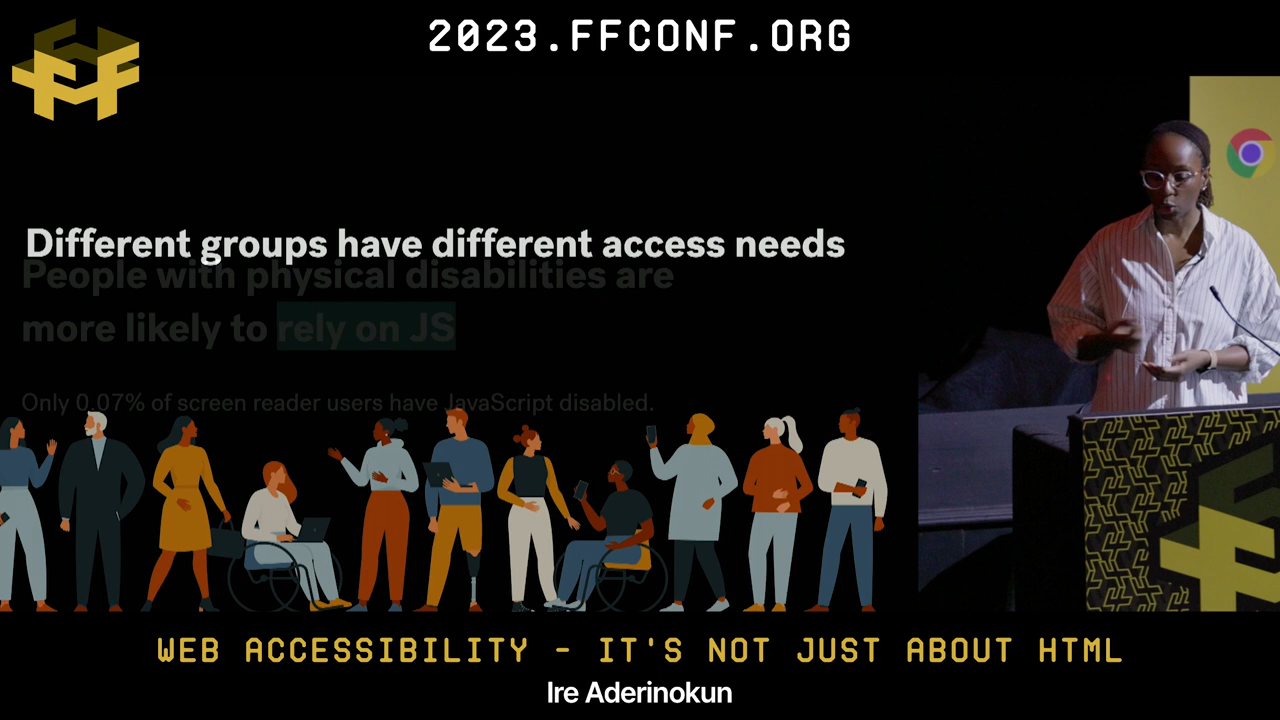 2023.FFCONF.ORG
Different groups have different access needs
People with physical disabilities are
more likely to rely on JS
Only 0.07% of screen reader users have JavaScript disabled.
WEB ACCESSIBILITY - IT'S NOT JUST ABOUT HTML
Ire Aderinokun